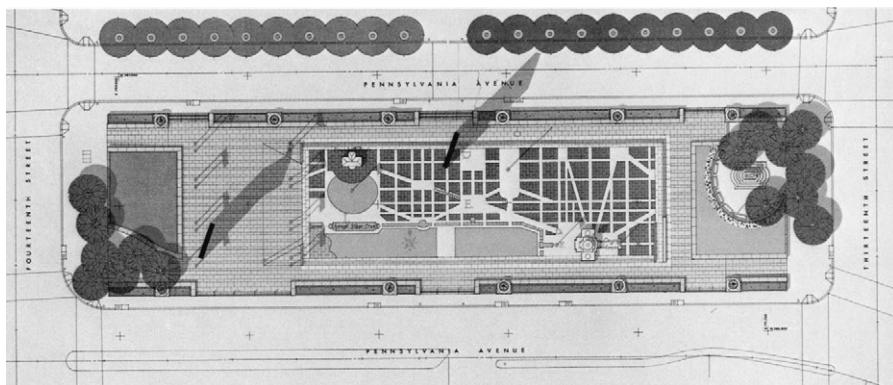 PENNSYLVANIA AVENUE
FOURTEENTH STREET
THIRTEENTH STREET
E
PENNSYLVANIA AVENUE